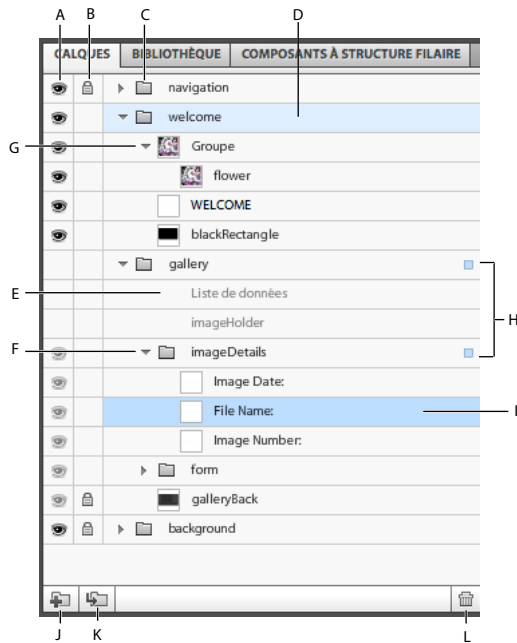 A B C D
CALQUES BIBLIOTHÈQUE COMPOSANTS À STRUCTURE FILAIRE
navigation
welcome
G Groupe
flower
WELCOME
blackRectangle
gallery
E Liste de données
H
imageHolder
F imageDetails
Image Date:
File Name: I
Image Number:
form
galleryBack
background
J K L